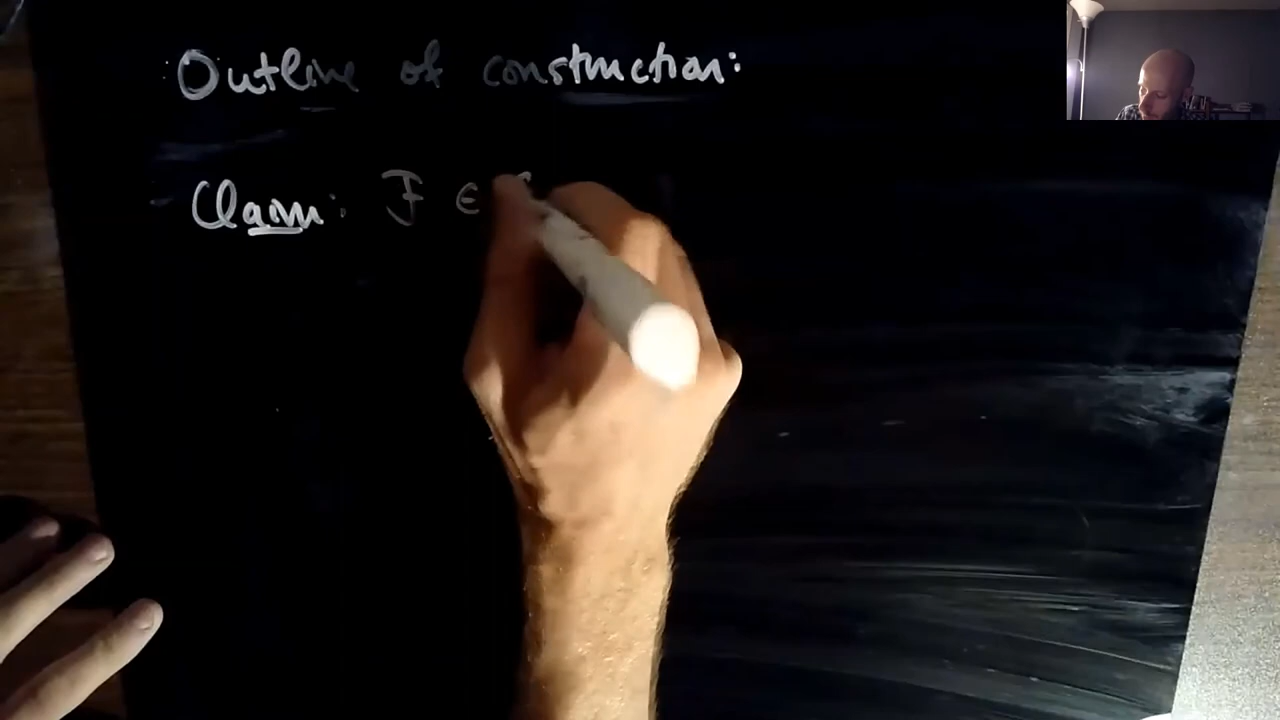 Outline of construction:
Claim: F ∈